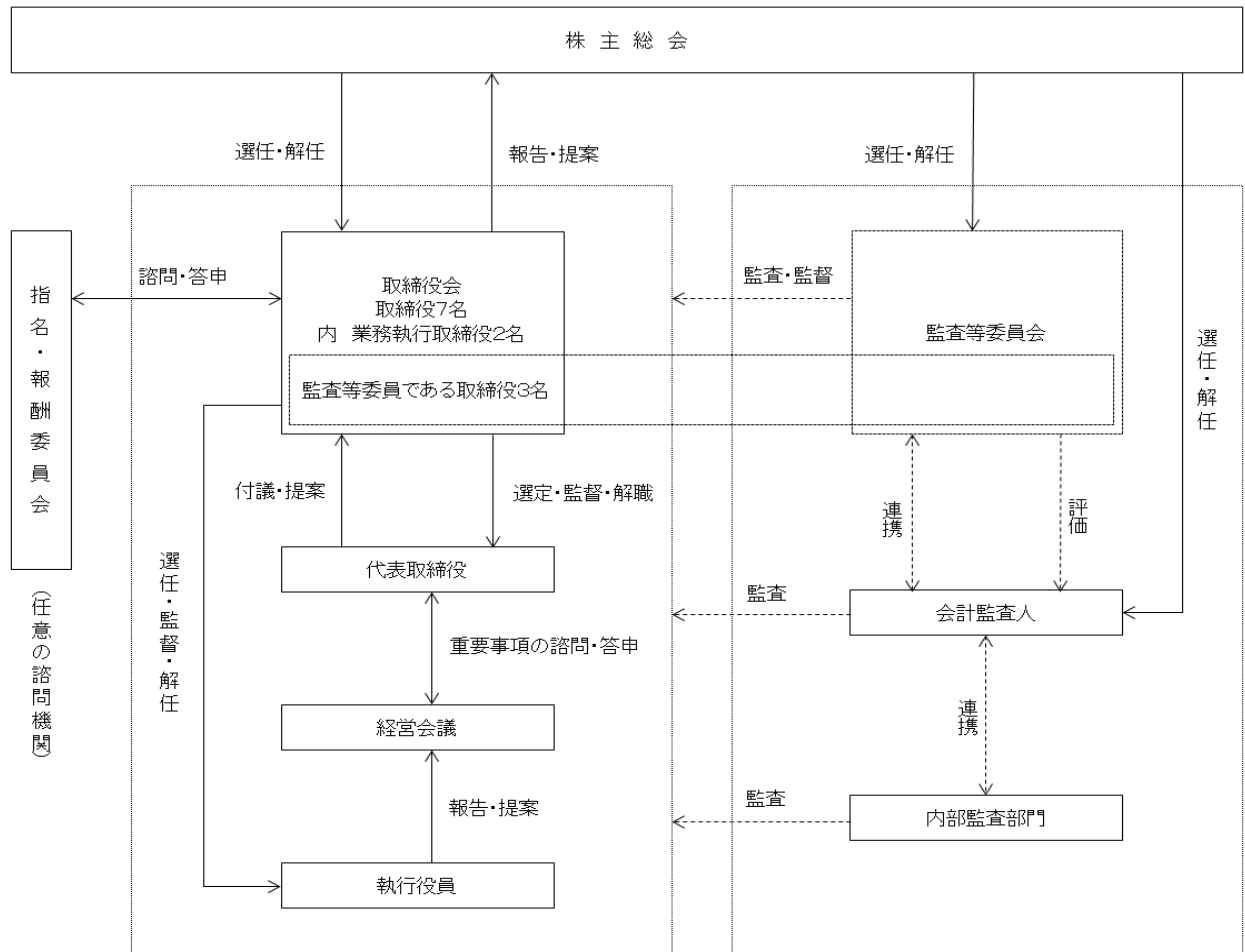 株主総会
選任・解任
報告・提案
選任・解任
選任・解任
指名・報酬委員会
(任意の諮問機関)
諮問・答申
取締役会
取締役7名
内 業務執行取締役2名
監査等委員である取締役3名
監査・監督
監査等委員会
付議・提案
選定・監督・解職
連携
評価
選任・監督・解任
代表取締役
監査
会計監査人
重要事項の諮問・答申
経営会議
連携
報告・提案
監査
内部監査部門
執行役員